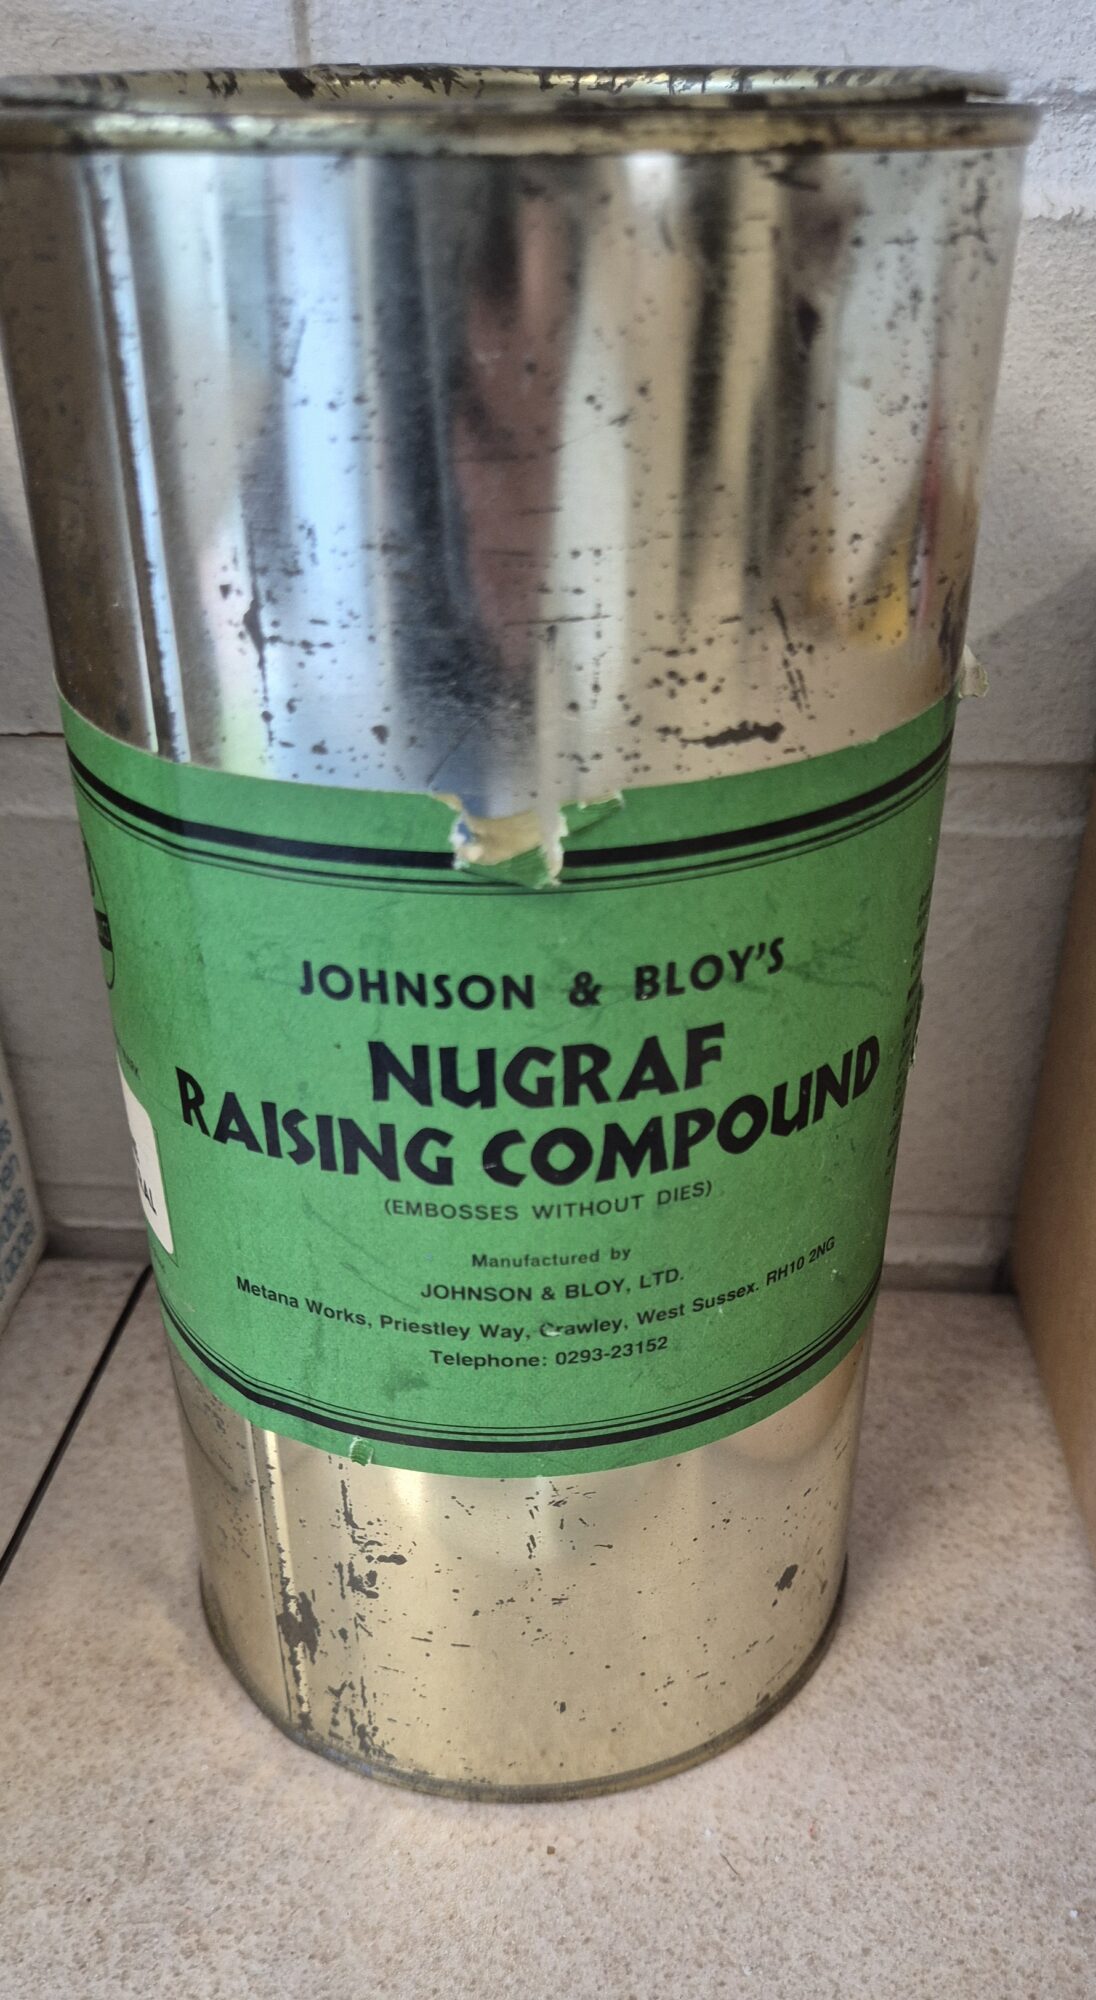 JOHNSON & BLOY'S
NUGRAF
RAISING COMPOUND
(EMBOSSES WITHOUT DIES)
Manufactured by
JOHNSON & BLOY, LTD.
Metana Works, Priestley Way, Crawley, West Sussex. RH10 2NG
Telephone: 0293-23152